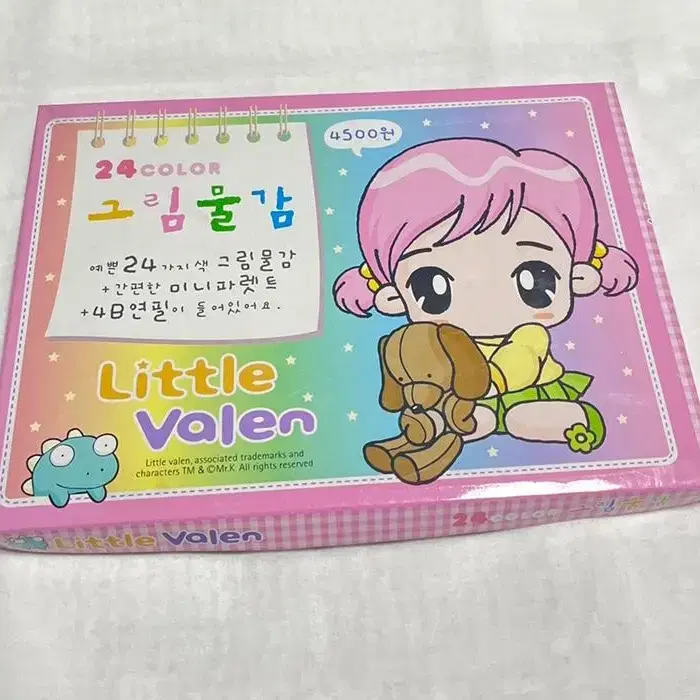 4500원
24COLOR
그림물감
예쁜 24가지색 그림물감
+간편한 미니파렛트
+4B연필이 들어있어요.
Little
Valen
Little valen, associated trademarks and
characters TM & ©Mr.K. All rights reserved
Little Valen
24COLOR 그림물감